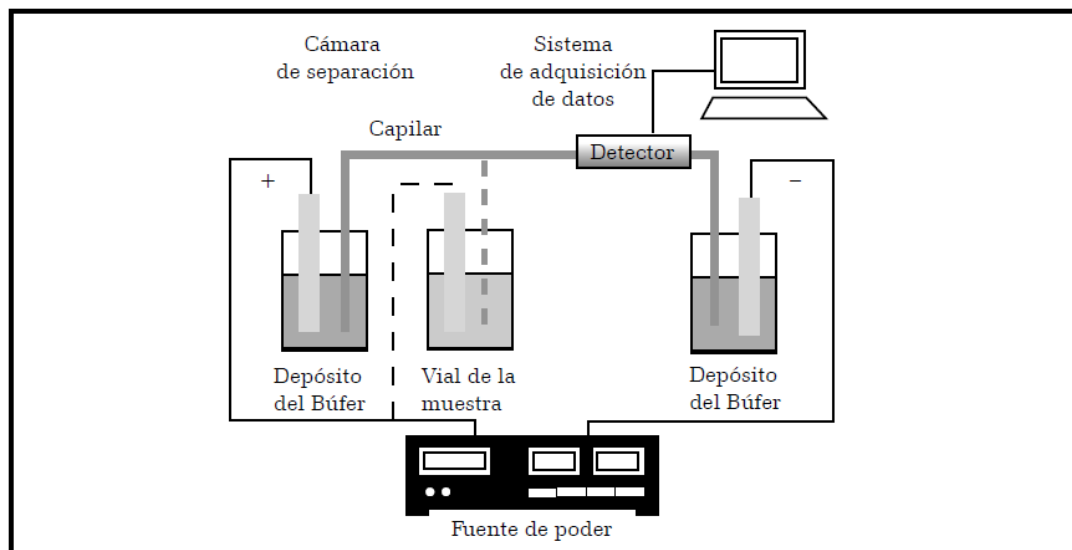 Cámara
de separación
Sistema
de adquisición
de datos
Capilar
Detector
+
−
Depósito
del Búfer
Vial de la
muestra
Depósito
del Búfer
Fuente de poder